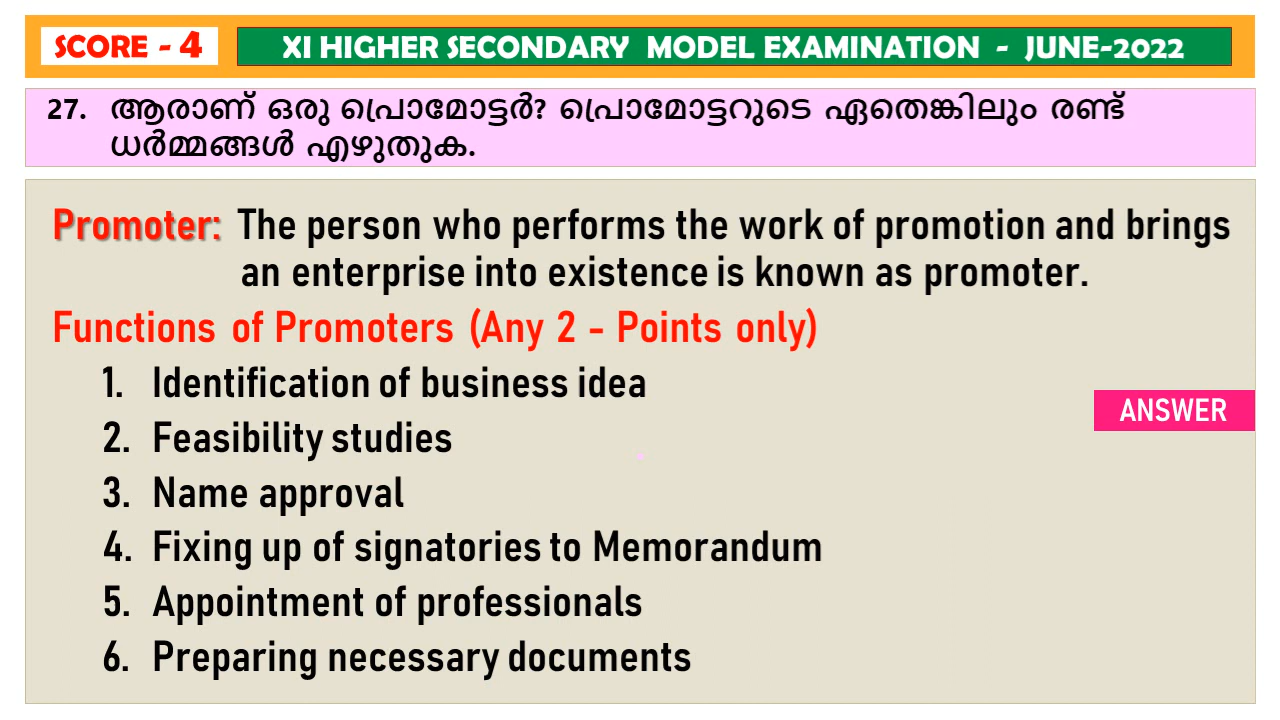 SCORE - 4
XI HIGHER SECONDARY MODEL EXAMINATION - JUNE-2022
27. ആരാണ് ഒരു പ്രൊമോട്ടർ? പ്രൊമോട്ടറുടെ ഏതെങ്കിലും രണ്ട്
ധർമ്മങ്ങൾ എഴുതുക.
Promoter: The person who performs the work of promotion and brings
an enterprise into existence is known as promoter.
Functions of Promoters (Any 2 - Points only)
1. Identification of business idea
ANSWER
2. Feasibility studies
3. Name approval
4. Fixing up of signatories to Memorandum
5. Appointment of professionals
6. Preparing necessary documents